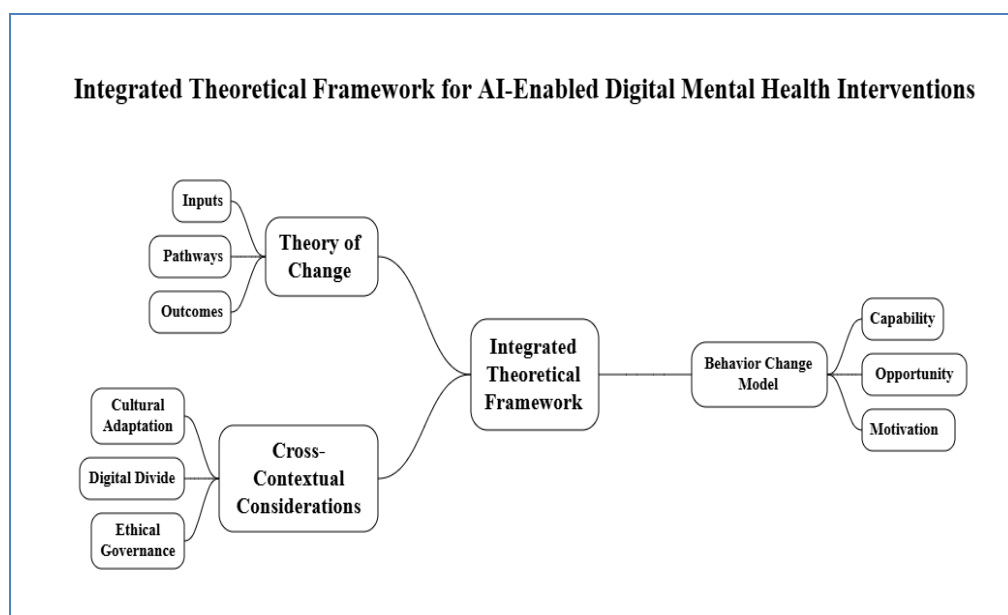 Integrated Theoretical Framework for AI-Enabled Digital Mental Health Interventions
Inputs
Pathways
Outcomes
Theory of
Change
Cultural
Adaptation
Digital Divide
Ethical
Governance
Cross-
Contextual
Considerations
Integrated
Theoretical
Framework
Behavior Change
Model
Capability
Opportunity
Motivation